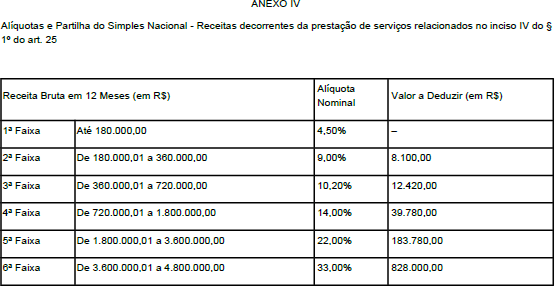 ANEXO IV
Alíquotas e Partilha do Simples Nacional - Receitas decorrentes da prestação de serviços relacionados no inciso IV do §
1º do art. 25
Receita Bruta em 12 Meses (em R$) Alíquota Nominal Valor a Deduzir (em R$)
1ª Faixa Até 180.000,00 4,50% –
2ª Faixa De 180.000,01 a 360.000,00 9,00% 8.100,00
3ª Faixa De 360.000,01 a 720.000,00 10,20% 12.420,00
4ª Faixa De 720.000,01 a 1.800.000,00 14,00% 39.780,00
5ª Faixa De 1.800.000,01 a 3.600.000,00 22,00% 183.780,00
6ª Faixa De 3.600.000,01 a 4.800.000,00 33,00% 828.000,00